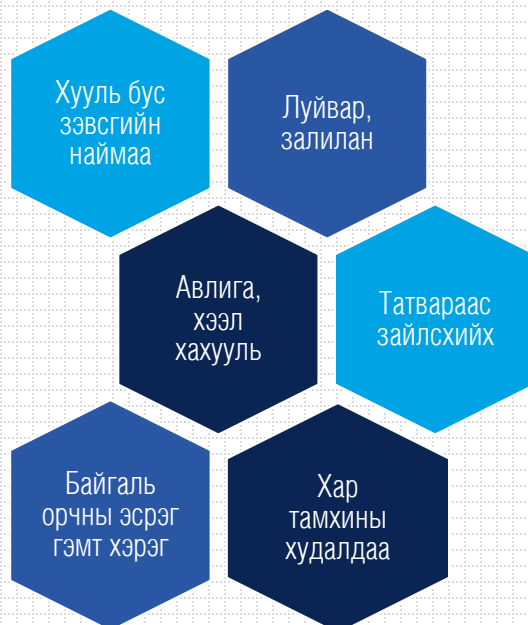 Хууль бус
зэвсгийн
наймаа
Луйвар,
залилан
Авлига,
хээл
хахууль
Татвараас
зайлсхийх
Байгаль
орчны эсрэг
гэмт хэрэг
Хар
тамхины
худалдаа